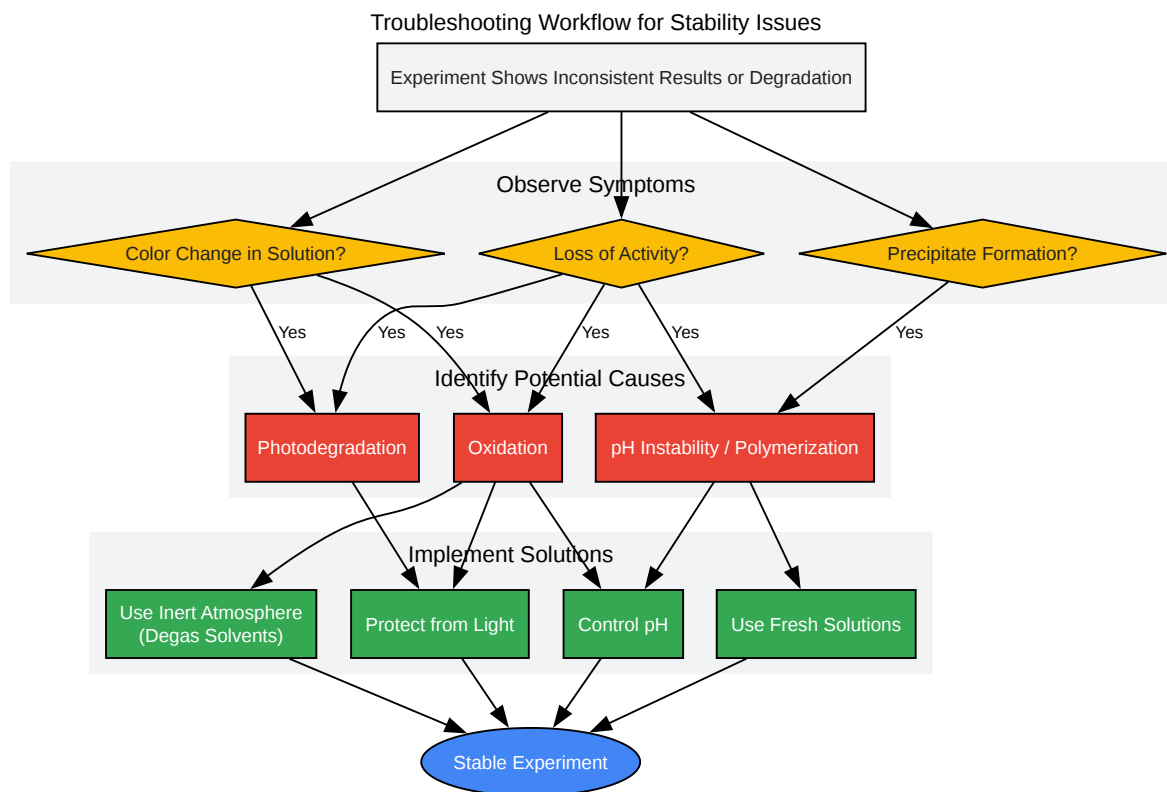 Troubleshooting Workflow for Stability Issues
Experiment Shows Inconsistent Results or Degradation
Observe Symptoms
Color Change in Solution?
Loss of Activity?
Precipitate Formation?
Yes
Yes
Yes
Yes
Yes
Yes
Identify Potential Causes
Photodegradation
Oxidation
pH Instability / Polymerization
Implement Solutions
Use Inert Atmosphere
(Degas Solvents)
Protect from Light
Control pH
Use Fresh Solutions
Stable Experiment